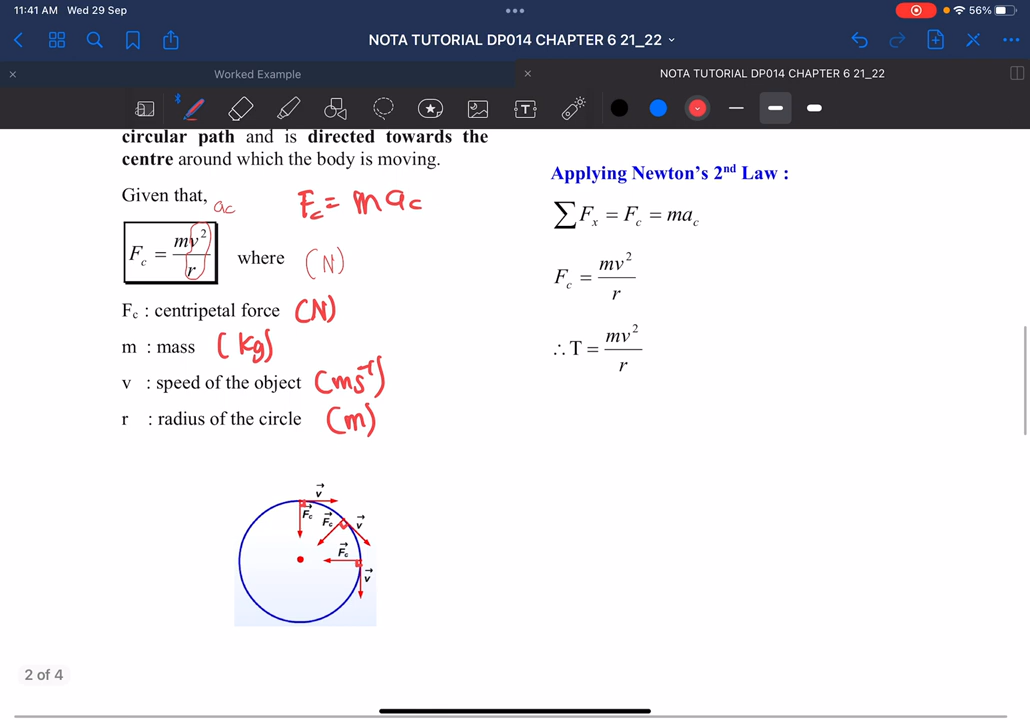 11:41 AM Wed 29 Sep
56%
NOTA TUTORIAL DP014 CHAPTER 6 21_22
Worked Example
NOTA TUTORIAL DP014 CHAPTER 6 21_22
circular path and is directed towards the
centre around which the body is moving.
Given that,
ac
Fc = mac
Fc = mv²/r where (N)
Fc : centripetal force (N)
m : mass (kg)
v : speed of the object (ms⁻¹)
r : radius of the circle (m)
v
Fc
Fc
v
Fc
v
2 of 4
Applying Newton's 2nd Law :
∑Fx = Fc = mac
Fc = mv²/r
∴ T = mv²/r